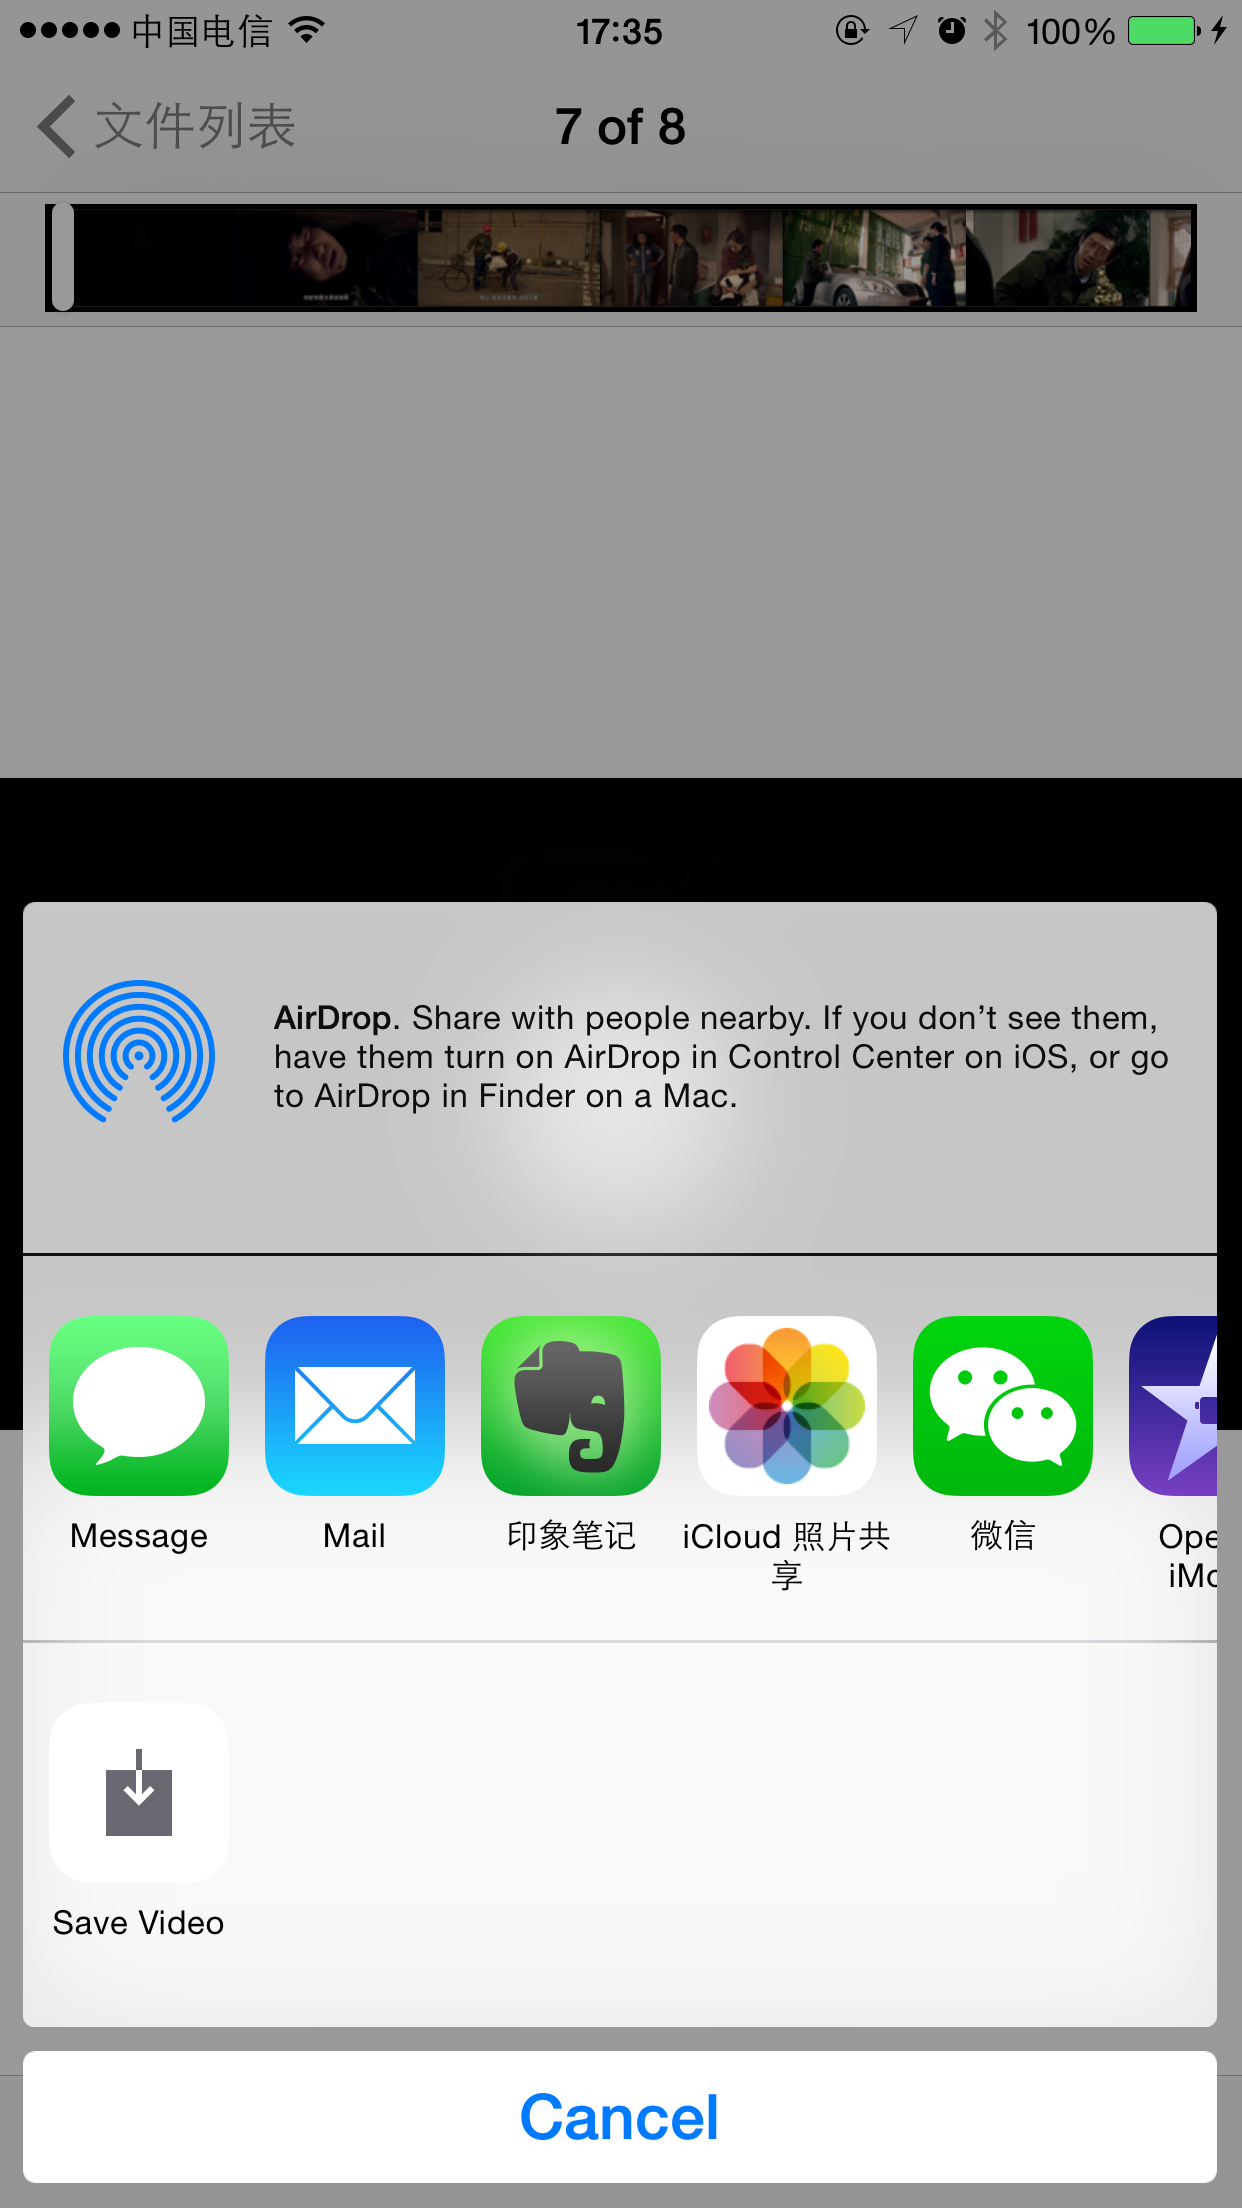 中国电信 17:35 100%
文件列表 7 of 8
AirDrop. Share with people nearby. If you don't see them,
have them turn on AirDrop in Control Center on iOS, or go
to AirDrop in Finder on a Mac.
Message Mail 印象笔记 iCloud 照片共享 微信 Ope iMo
Save Video
Cancel